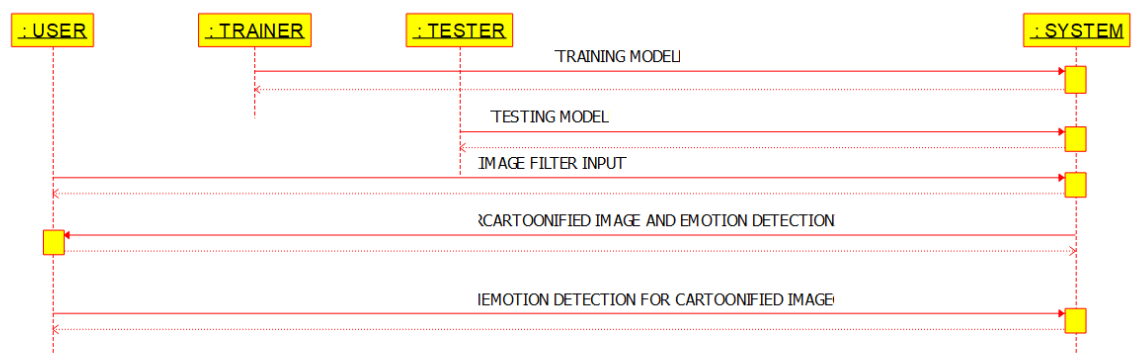 : USER
: TRAINER
: TESTER
: SYSTEM
TRAINING MODEL
TESTING MODEL
IMAGE FILTER INPUT
CARTOONIFIED IMAGE AND EMOTION DETECTION
EMOTION DETECTION FOR CARTOONIFIED IMAGE